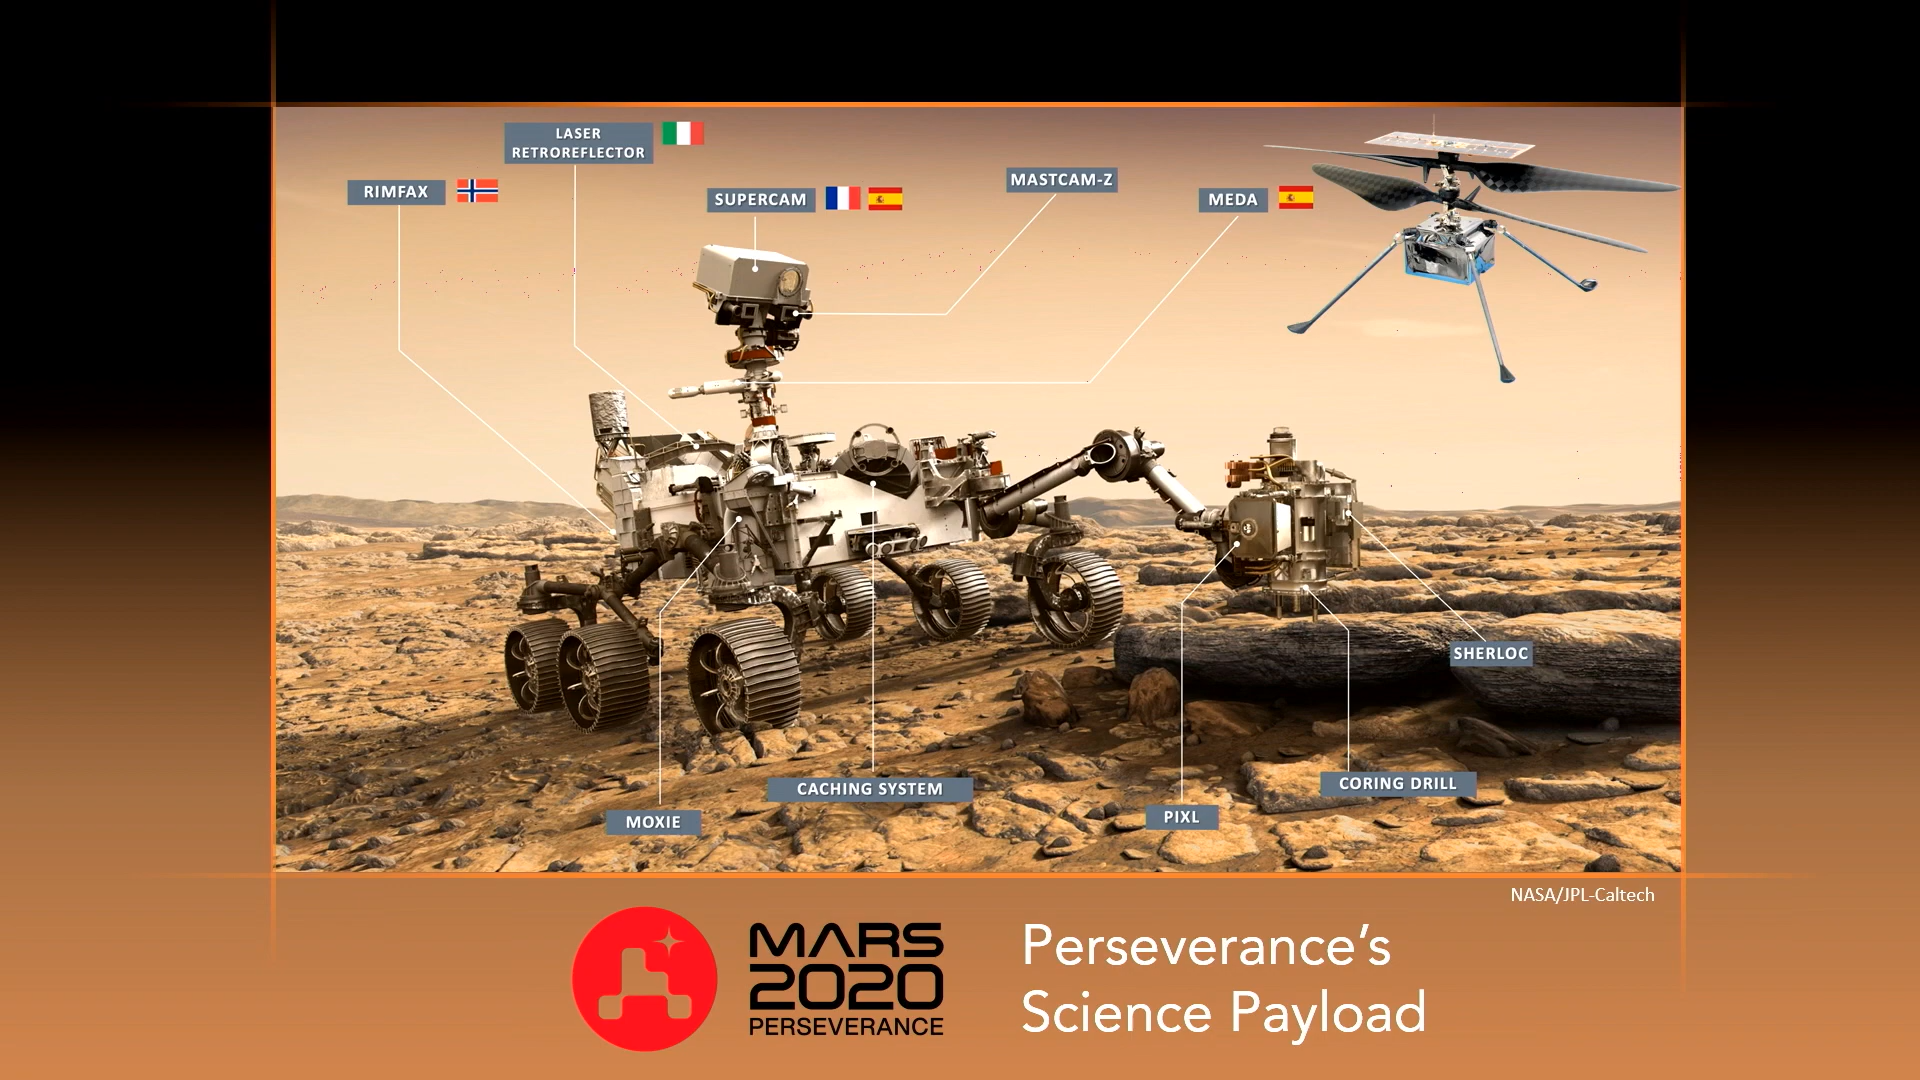 LASER
RETROREFLECTOR
RIMFAX
SUPERCAM
MASTCAM-Z
MEDA
SHERLOC
CORING DRILL
CACHING SYSTEM
PIXL
MOXIE
NASA/JPL-Caltech
MARS
2020
PERSEVERANCE
Perseverance’s
Science Payload